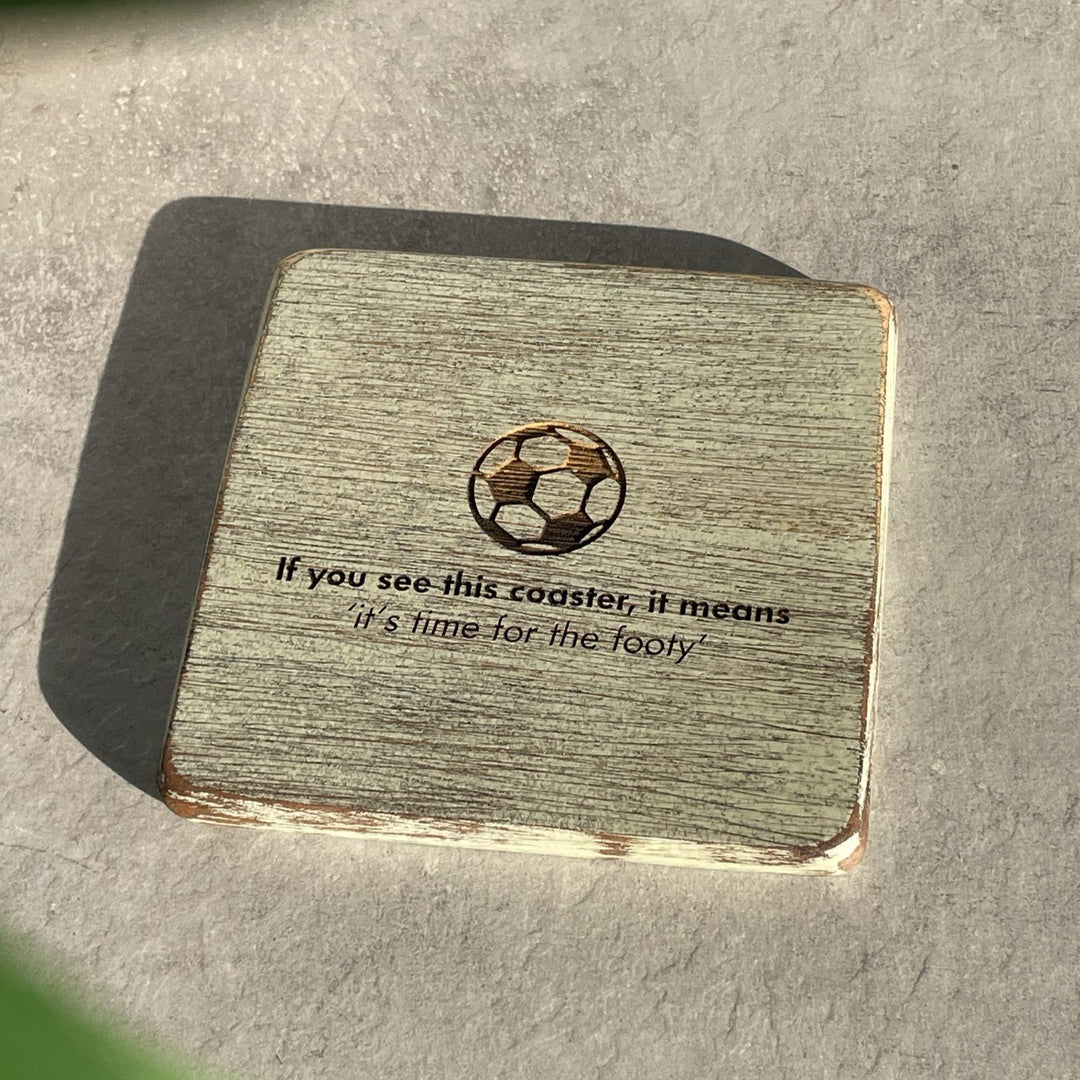 If you see this coaster, it means
‘it’s time for the footy’